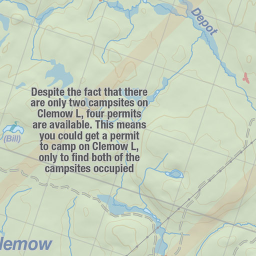 Depot
Despite the fact that there
are only two campsites on
Clemow L, four permits
are available. This means
you could get a permit
to camp on Clemow L,
only to find both of the
campsites occupied
(Bill)
lemow